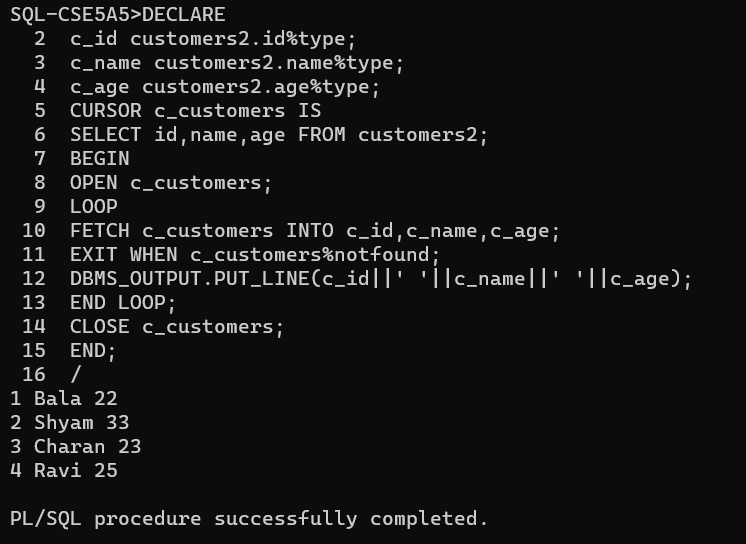 SQL-CSE5A5>DECLARE
  2  c_id customers2.id%type;
  3  c_name customers2.name%type;
  4  c_age customers2.age%type;
  5  CURSOR c_customers IS
  6  SELECT id,name,age FROM customers2;
  7  BEGIN
  8  OPEN c_customers;
  9  LOOP
 10  FETCH c_customers INTO c_id,c_name,c_age;
 11  EXIT WHEN c_customers%notfound;
 12  DBMS_OUTPUT.PUT_LINE(c_id||' '||c_name||' '||c_age);
 13  END LOOP;
 14  CLOSE c_customers;
 15  END;
 16  /
1 Bala 22
2 Shyam 33
3 Charan 23
4 Ravi 25
PL/SQL procedure successfully completed.